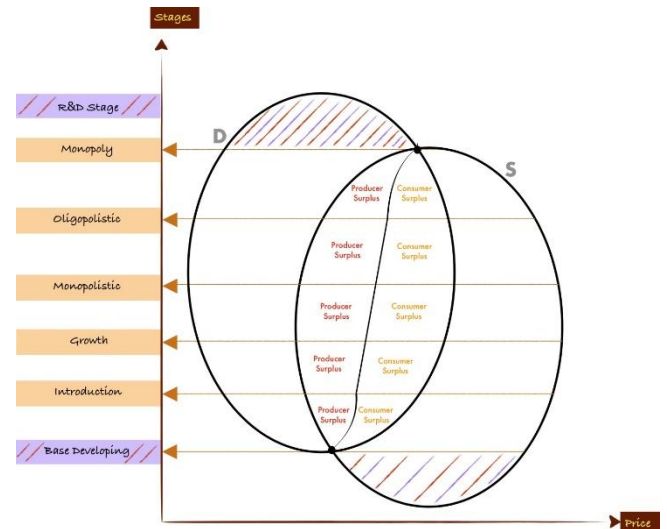 Stages
R&D Stage
D
Monopoly
S
Producer
Surplus
Consumer
Surplus
Oligopolistic
Producer
Surplus
Consumer
Surplus
Monopolistic
Producer
Surplus
Consumer
Surplus
Growth
Producer
Surplus
Consumer
Surplus
Introduction
Producer
Surplus
Consumer
Surplus
Base Developing
Price